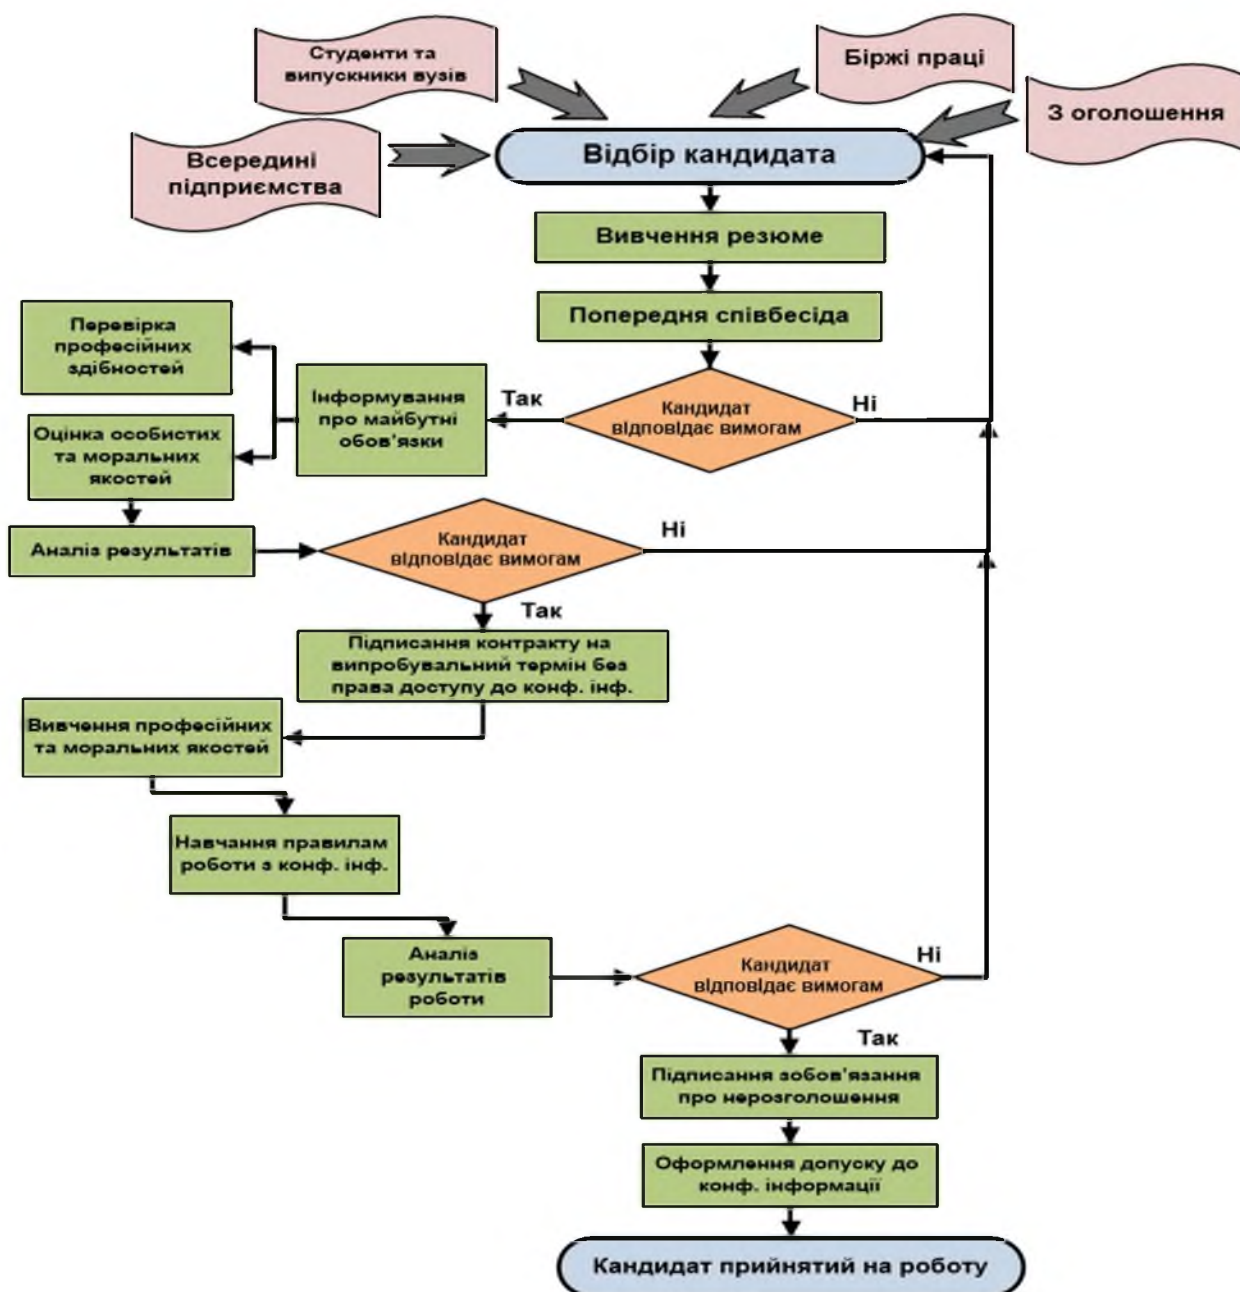 Студенти та
випускники вузів
Біржі праці
З оголошення
Всередині
підприємства
Відбір кандидата
Вивчення резюме
Попередня співбесіда
Перевірка
професійних
здібностей
Інформування
про майбутні
обов'язки
Так
Кандидат
відповідає вимогам
Ні
Оцінка особистих
та моральних
якостей
Аналіз результатів
Кандидат
відповідає вимогам
Ні
Так
Підписання контракту на
випробувальний термін без
права доступу до конф. інф.
Вивчення професійних
та моральних якостей
Навчання правилам
роботи з конф. інф.
Аналіз
результатів
роботи
Кандидат
відповідає вимогам
Ні
Так
Підписання зобов'язання
про нерозголошення
Оформлення допуску до
конф. інформації
Кандидат прийнятий на роботу